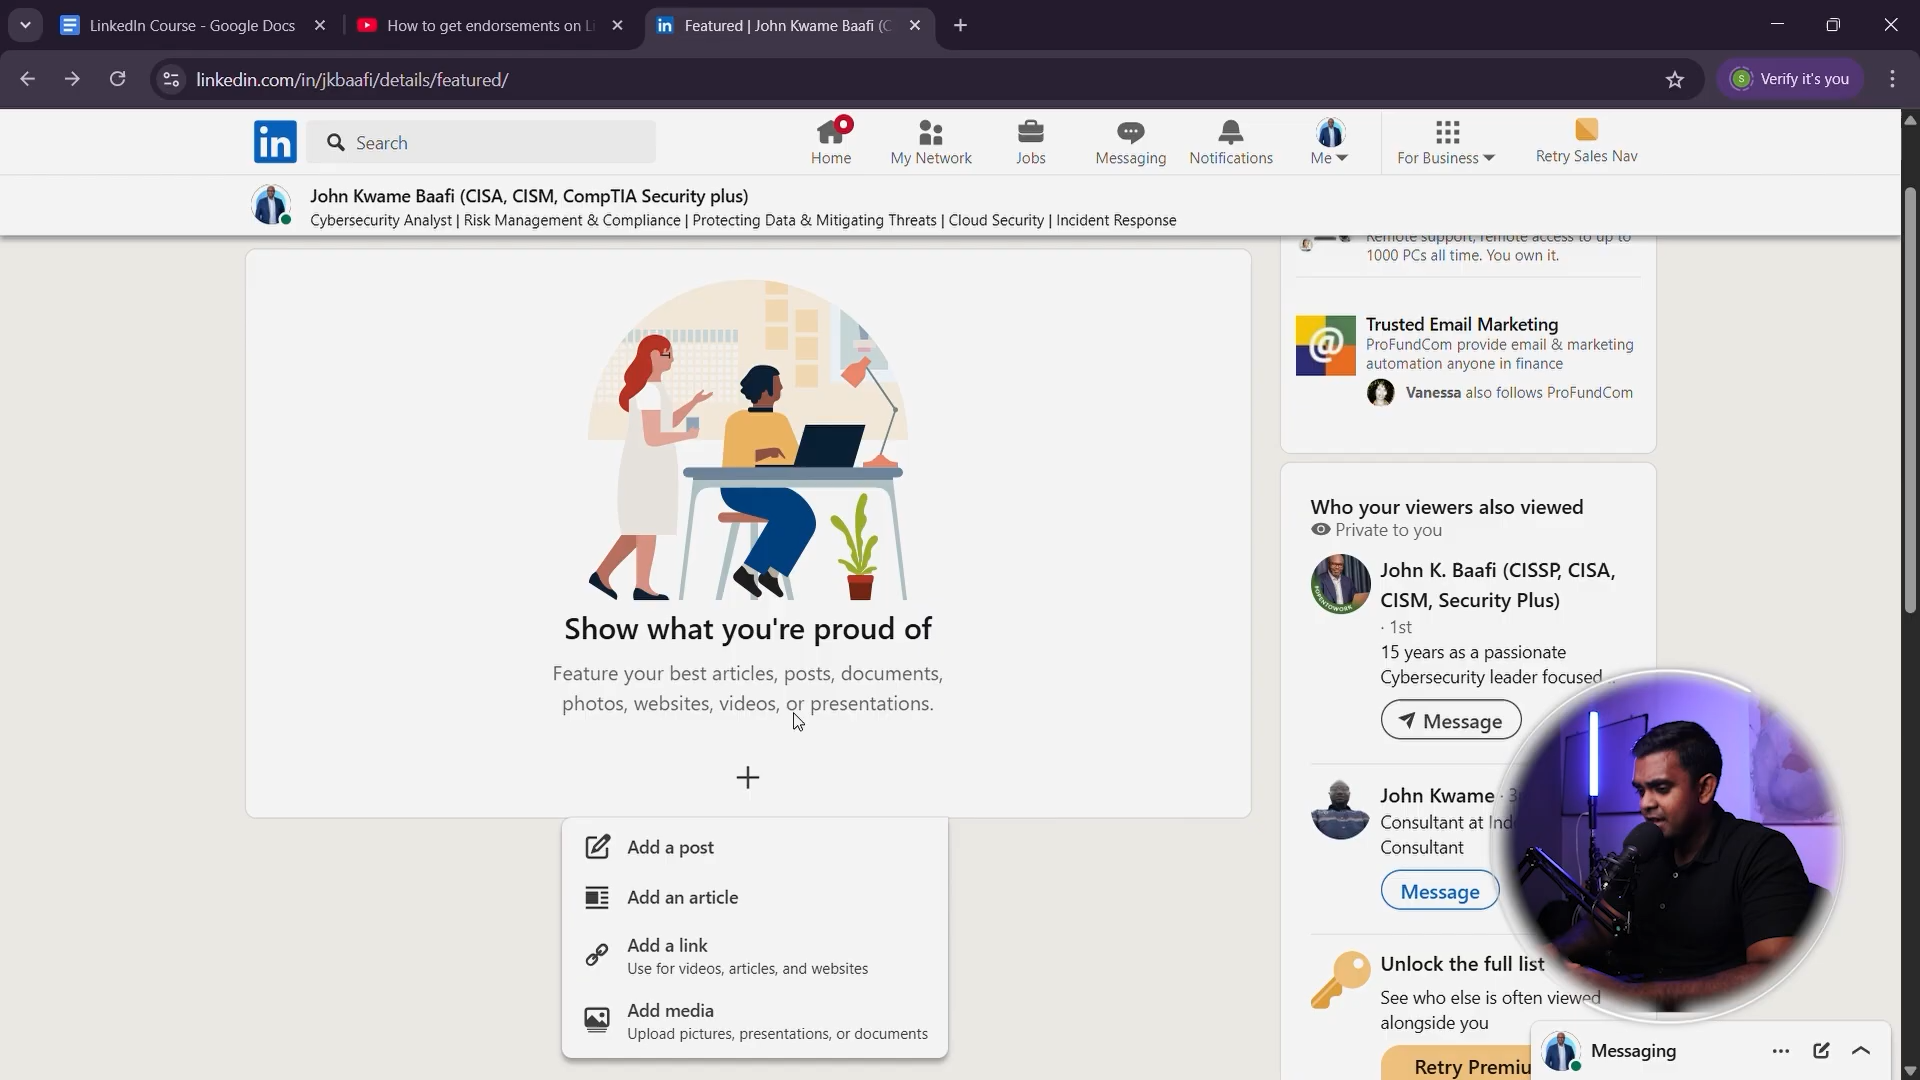 LinkedIn Course - Google Docs
How to get endorsements on Li
Featured | John Kwame Baafi (C
linkedin.com/in/jkbaafi/details/featured/
S
Verify it's you
in
Search
Home
My Network
Jobs
Messaging
Notifications
Me
For Business
Retry Sales Nav
John Kwame Baafi (CISA, CISM, CompTIA Security plus)
Cybersecurity Analyst | Risk Management & Compliance | Protecting Data & Mitigating Threats | Cloud Security | Incident Response
Show what you're proud of
Feature your best articles, posts, documents,
photos, websites, videos, or presentations.
Add a post
Add an article
Add a link
Use for videos, articles, and websites
Add media
Upload pictures, presentations, or documents
Remote support, remote access to up to
1000 PCs all time. You own it.
@
Trusted Email Marketing
ProFundCom provide email & marketing
automation anyone in finance
Vanessa also follows ProFundCom
Who your viewers also viewed
Private to you
John K. Baafi (CISSP, CISA,
CISM, Security Plus)
· 1st
15 years as a passionate
Cybersecurity leader focused...
Message
John Kwame · 3
Consultant at Ind
Consultant
Message
Unlock the full list
See who else is often viewed
alongside you
Retry Premiu
Messaging